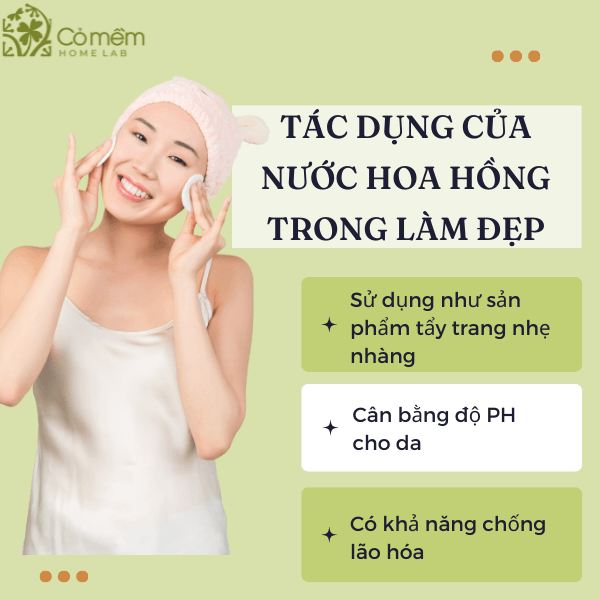 Cỏ mềm
HOME LAB
TÁC DỤNG CỦA
NƯỚC HOA HỒNG
TRONG LÀM ĐẸP
Sử dụng như sản
phẩm tẩy trang nhẹ
nhàng
Cân bằng độ PH
cho da
Có khả năng chống
lão hóa